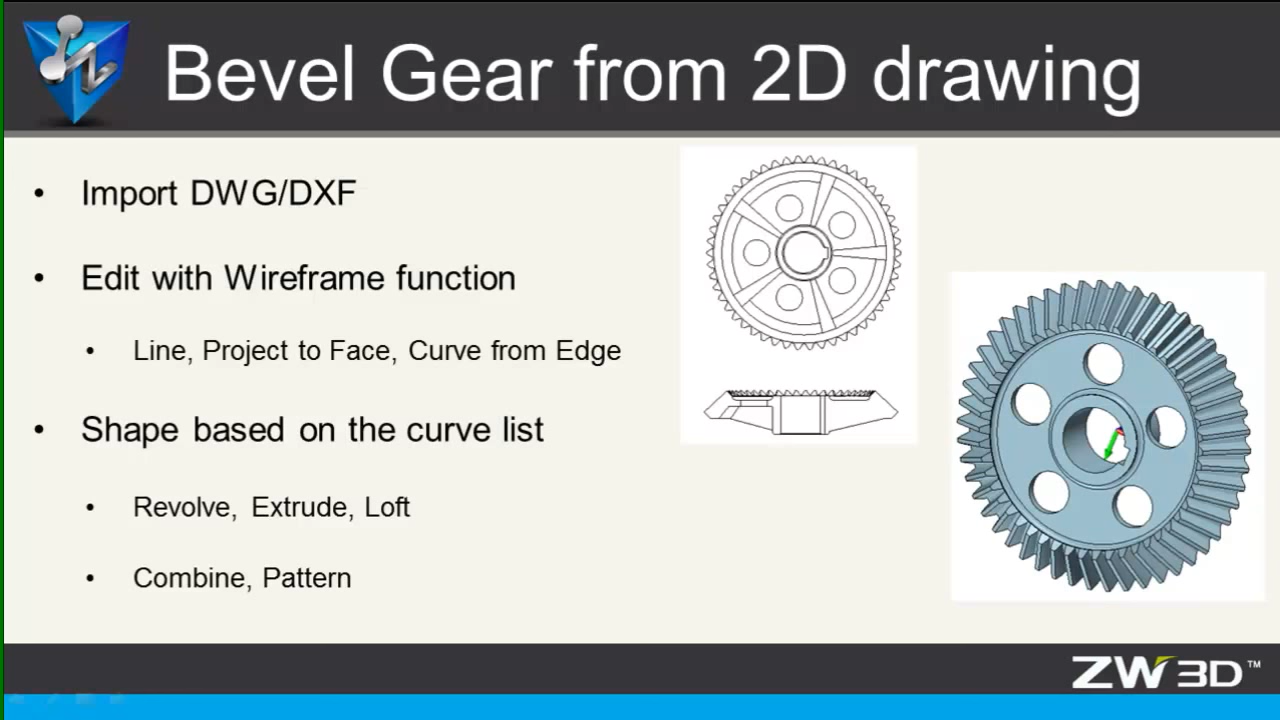 Bevel Gear from 2D drawing
• Import DWG/DXF
• Edit with Wireframe function
• Line, Project to Face, Curve from Edge
• Shape based on the curve list
• Revolve, Extrude, Loft
• Combine, Pattern
ZW3D™